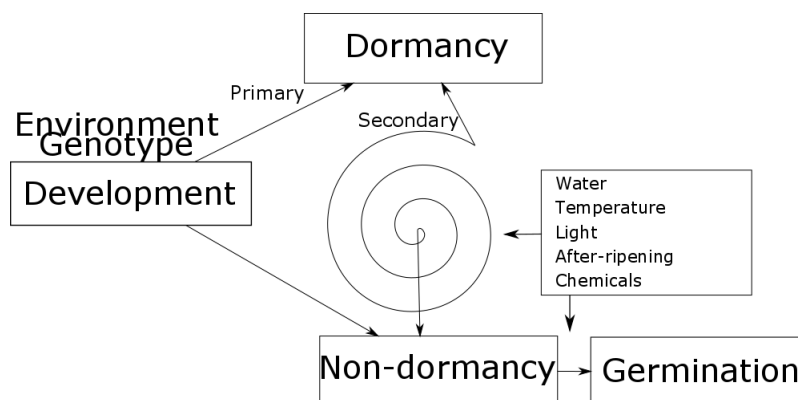 Dormancy
Primary
Secondary
Environment
Genotype
Development
Water
Temperature
Light
After-ripening
Chemicals
Non-dormancy
Germination